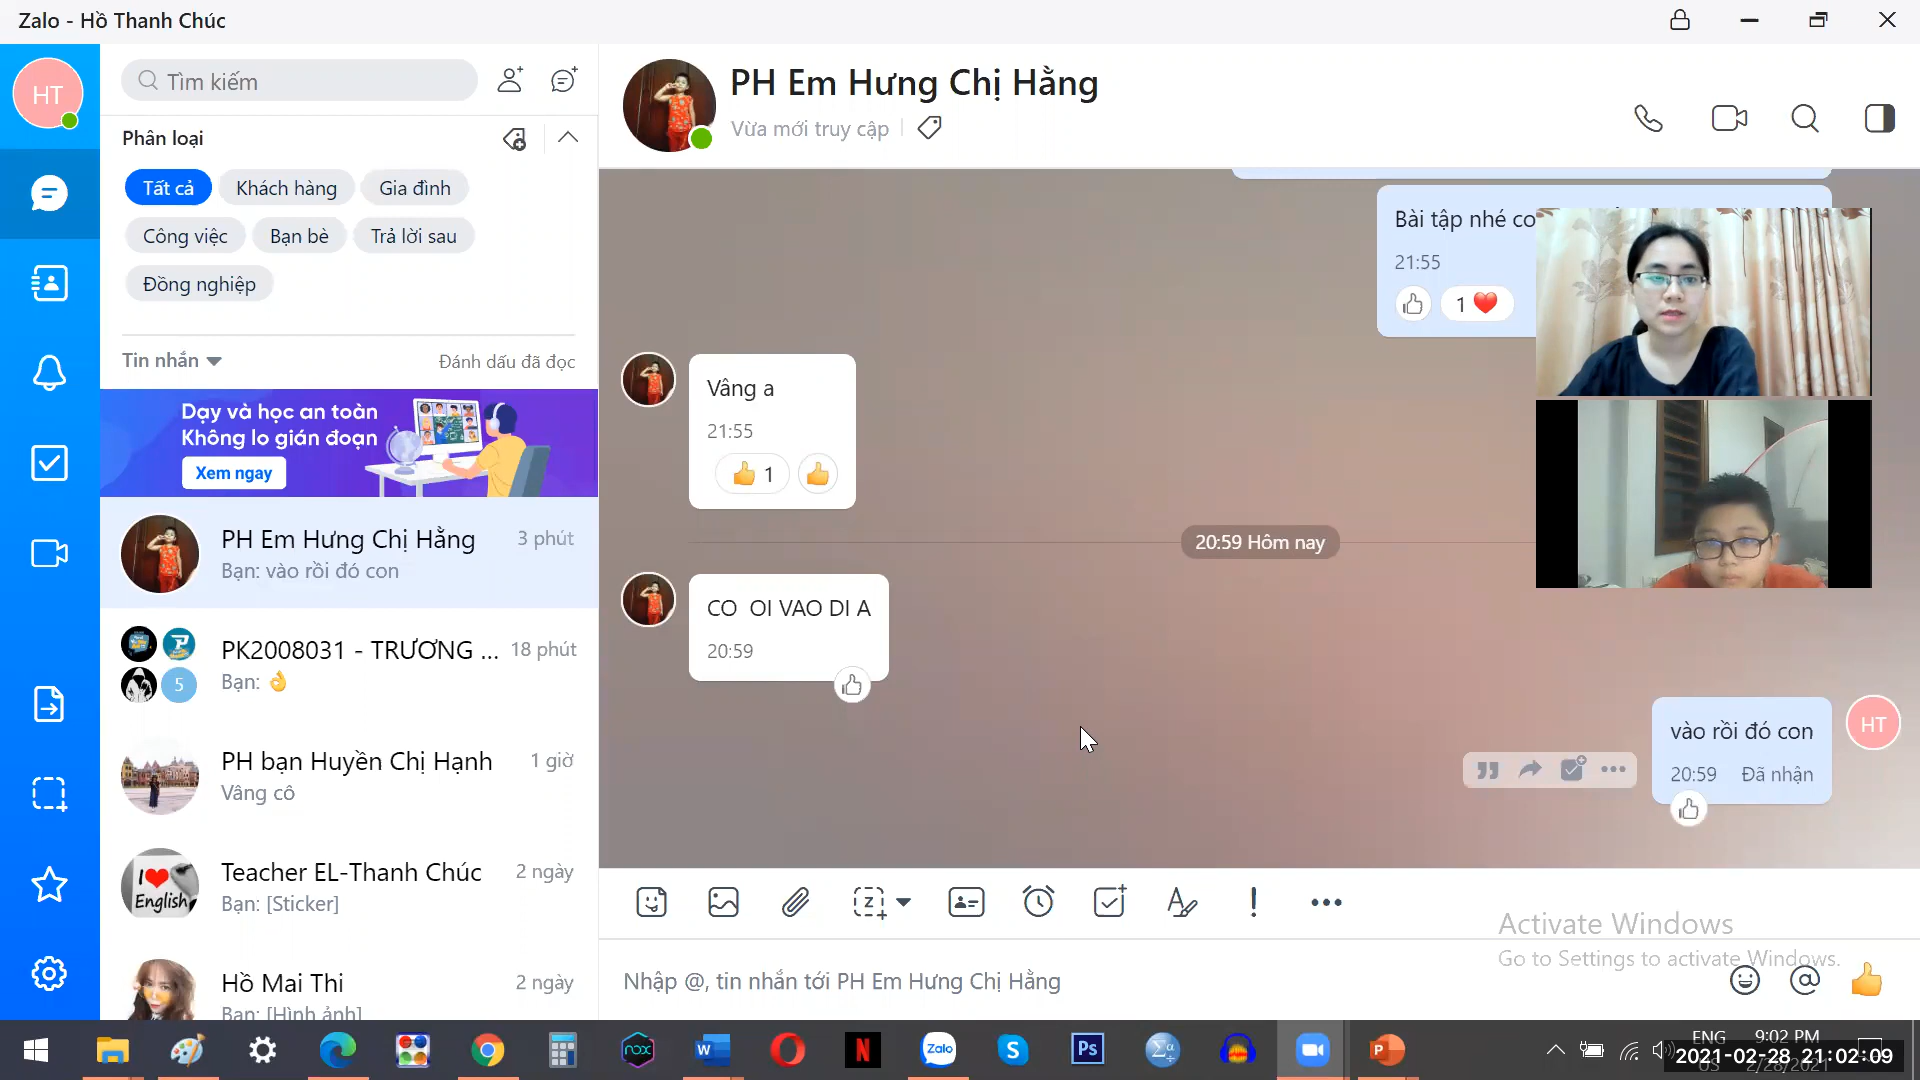 Zalo - Hồ Thanh Chúc
HT
Tìm kiếm
Phân loại
Tất cả
Khách hàng
Gia đình
Công việc
Bạn bè
Trả lời sau
Đồng nghiệp
Tin nhắn
Đánh dấu đã đọc
Dạy và học an toàn
Không lo gián đoạn
Xem ngay
PH Em Hưng Chị Hằng
3 phút
Bạn: vào rồi đó con
PK2008031 - TRƯƠNG ...
18 phút
5
Bạn: 👌
PH bạn Huyền Chị Hạnh
1 giờ
Vâng cô
Teacher EL-Thanh Chúc
2 ngày
I ❤ English
Bạn: [Sticker]
Hồ Mai Thi
2 ngày
Bạn: [Hình ảnh]
PH Em Hưng Chị Hằng
Vừa mới truy cập
Bài tập nhé co
21:55
1 ❤️
Vâng a
21:55
👍 1
20:59 Hôm nay
CO OI VAO DI A
20:59
vào rồi đó con
20:59 Đã nhận
HT
Nhập @, tin nhắn tới PH Em Hưng Chị Hằng
Activate Windows
Go to Settings to activate Windows.
nox
W
N
Zalo
S
Ps
Σα
P
ENG
9:02 PM
2021-02-28 21:02:09